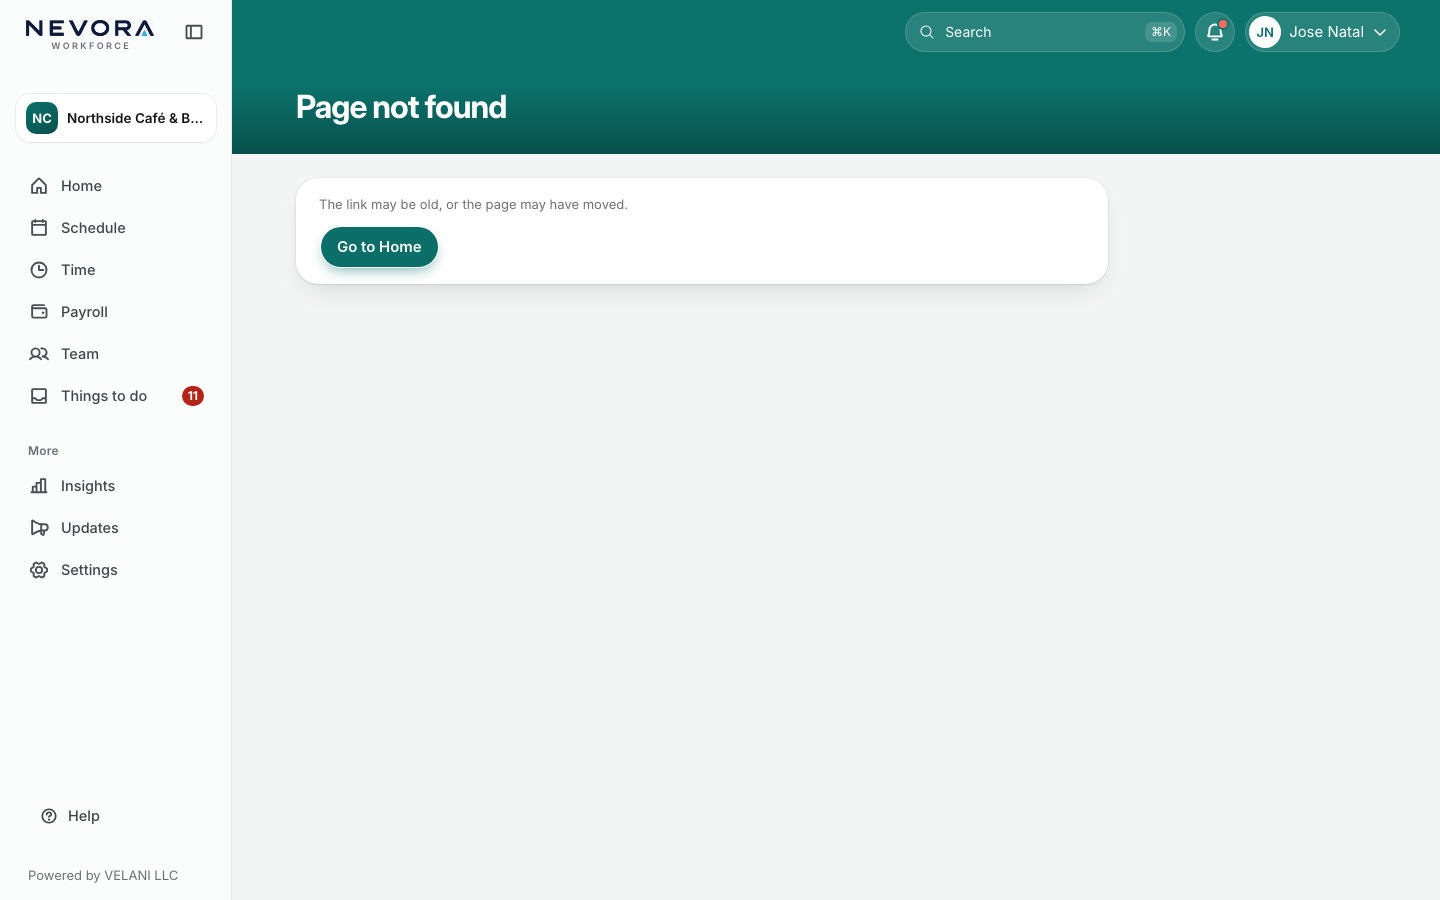 NEVORA
WORKFORCE
Search
⌘K
JN
Jose Natal
Page not found
NC
Northside Café & B...
Home
Schedule
Time
Payroll
Team
Things to do
11
More
Insights
Updates
Settings
Help
Powered by VELANI LLC
The link may be old, or the page may have moved.
Go to Home